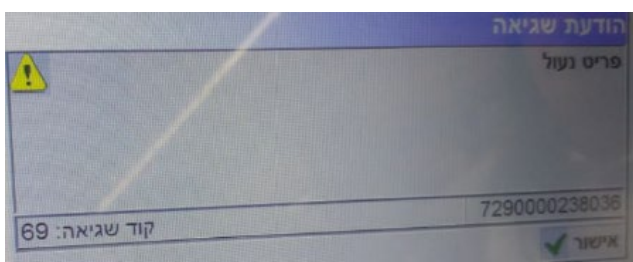 הודעת שגיאה
פריט נעול
7290000238036
קוד שגיאה: 69
אישור